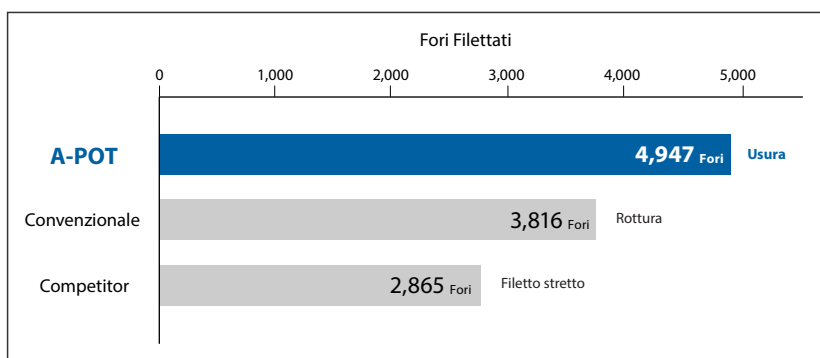 Fori Filettati
0 1,000 2,000 3,000 4,000 5,000
A-POT 4,947 Fori Usura
Convenzionale 3,816 Fori Rottura
Competitor 2,865 Fori Filetto stretto